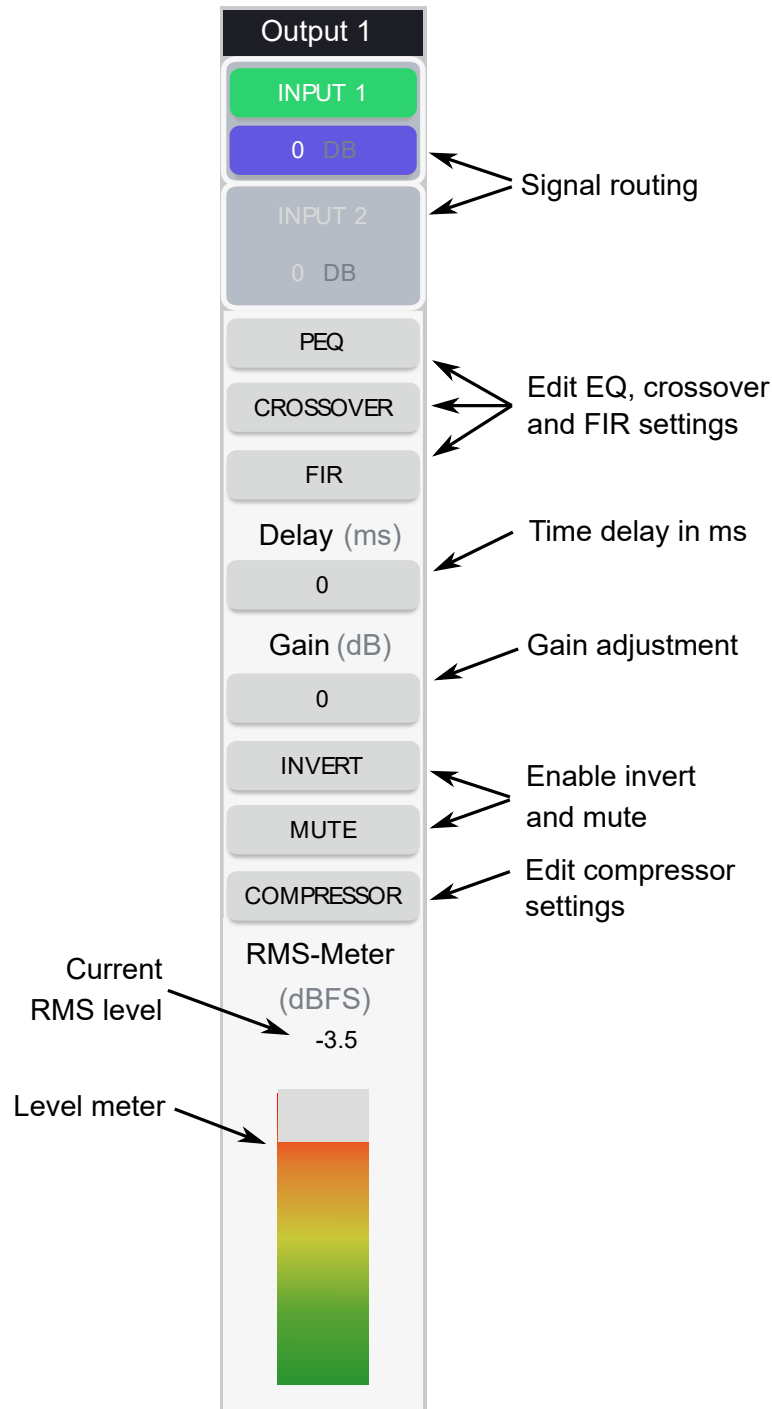 Output 1
INPUT 1
0 DB
Signal routing
INPUT 2
0 DB
PEQ
Edit EQ, crossover
and FIR settings
CROSSOVER
FIR
Delay (ms)
Time delay in ms
0
Gain (dB)
Gain adjustment
0
INVERT
Enable invert
and mute
MUTE
Edit compressor
settings
COMPRESSOR
RMS-Meter
(dBFS)
Current
RMS level
-3.5
Level meter